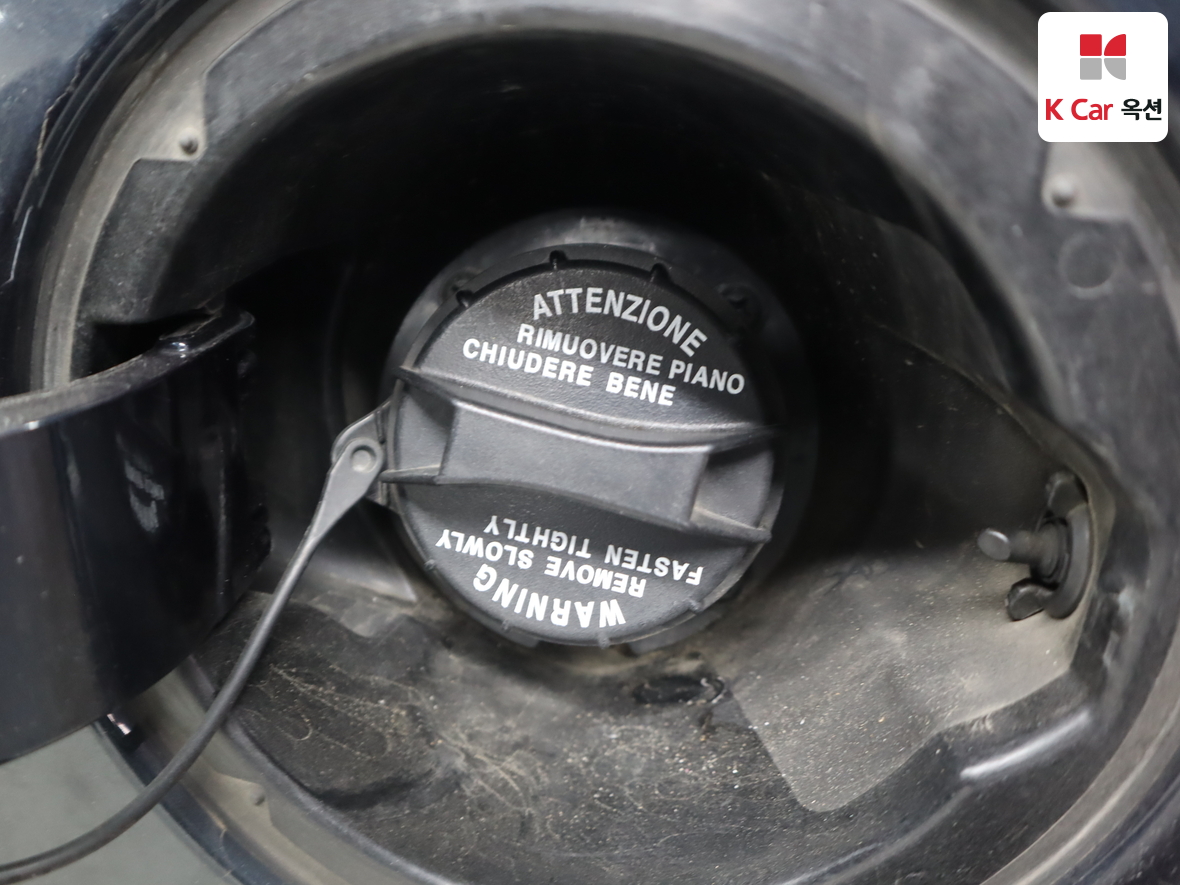 K Car 옥션
ATTENZIONE
RIMUOVERE PIANO
CHIUDERE BENE
WARNING
REMOVE SLOWLY
FASTEN TIGHTLY